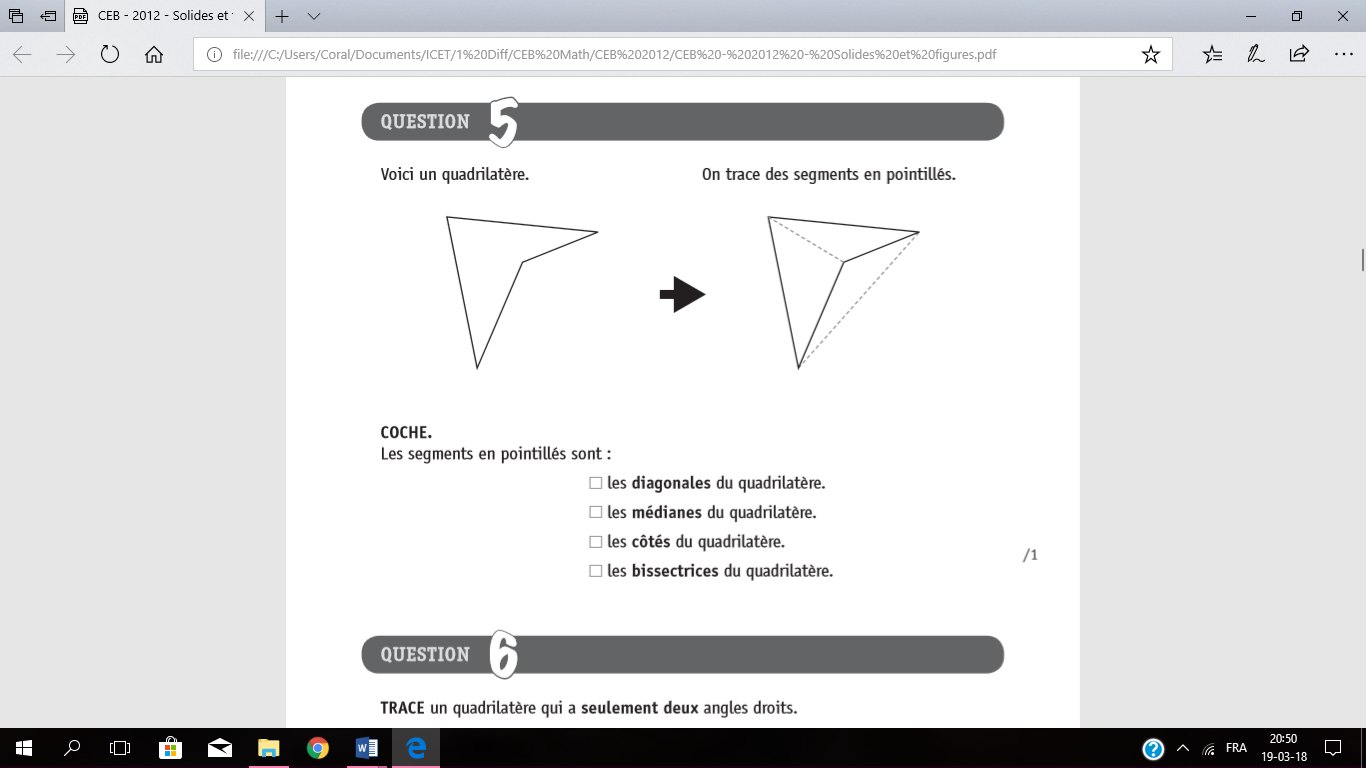 CEB - 2012 - Solides et
file:///C:/Users/Coral/Documents/ICET/1%20Diff/CEB%20Math/CEB%202012/CEB%20-%202012%20-%20Solides%20et%20figures.pdf
QUESTION 5
Voici un quadrilatère.
On trace des segments en pointillés.
COCHE.
Les segments en pointillés sont :
les diagonales du quadrilatère.
les médianes du quadrilatère.
les côtés du quadrilatère.
/1
les bissectrices du quadrilatère.
QUESTION 6
TRACE un quadrilatère qui a seulement deux angles droits.
FRA
20:50
19-03-18